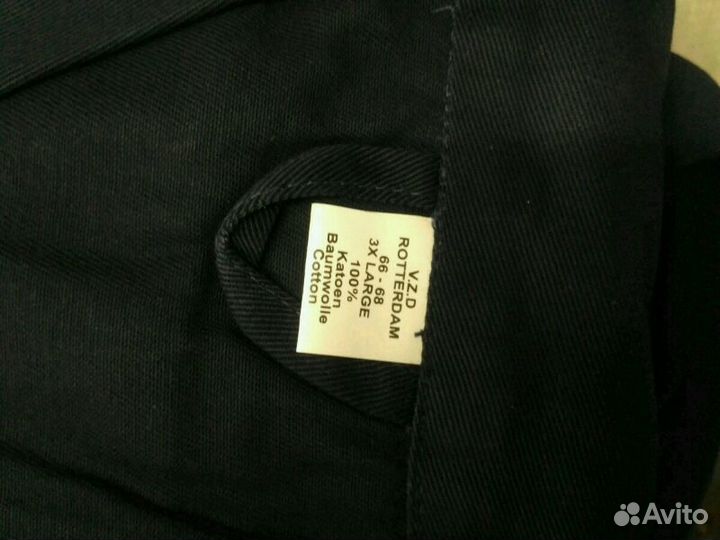 V.Z.D
ROTTERDAM
66 - 68
3X LARGE
100%
Katoen
Baumwolle
Cotton
Avito